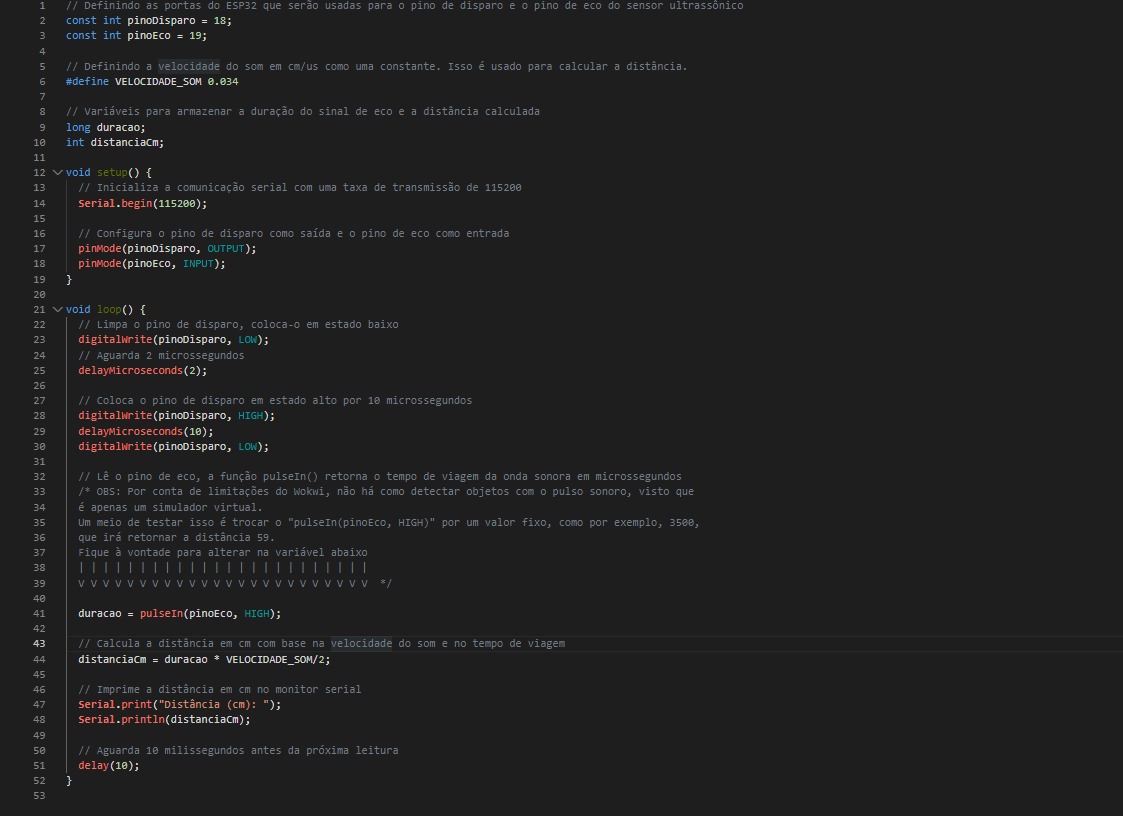 1 // Definindo as portas do ESP32 que serão usadas para o pino de disparo e o pino de eco do sensor ultrassônico
2 const int pinoDisparo = 18;
3 const int pinoEco = 19;
4
5 // Definindo a velocidade do som em cm/us como uma constante. Isso é usado para calcular a distância.
6 #define VELOCIDADE_SOM 0.034
7
8 // Variáveis para armazenar a duração do sinal de eco e a distância calculada
9 long duracao;
10 int distanciaCm;
11
12 void setup() {
13 // Inicializa a comunicação serial com uma taxa de transmissão de 115200
14 Serial.begin(115200);
15
16 // Configura o pino de disparo como saída e o pino de eco como entrada
17 pinMode(pinoDisparo, OUTPUT);
18 pinMode(pinoEco, INPUT);
19 }
20
21 void loop() {
22 // Limpa o pino de disparo, coloca-o em estado baixo
23 digitalWrite(pinoDisparo, LOW);
24 // Aguarda 2 microssegundos
25 delayMicroseconds(2);
26
27 // Coloca o pino de disparo em estado alto por 10 microssegundos
28 digitalWrite(pinoDisparo, HIGH);
29 delayMicroseconds(10);
30 digitalWrite(pinoDisparo, LOW);
31
32 // Lê o pino de eco, a função pulseIn() retorna o tempo de viagem da onda sonora em microssegundos
33 /* OBS: Por conta de limitações do Wokwi, não há como detectar objetos com o pulso sonoro, visto que
34 é apenas um simulador virtual.
35 Um meio de testar isso é trocar o "pulseIn(pinoEco, HIGH)" por um valor fixo, como por exemplo, 3500,
36 que irá retornar a distância 59.
37 Fique à vontade para alterar na variável abaixo
38 | | | | | | | | | | | | | | | | | | | | | | | |
39 V V V V V V V V V V V V V V V V V V V V V V V V */
40
41 duracao = pulseIn(pinoEco, HIGH);
42
43 // Calcula a distância em cm com base na velocidade do som e no tempo de viagem
44 distanciaCm = duracao * VELOCIDADE_SOM/2;
45
46 // Imprime a distância em cm no monitor serial
47 Serial.print("Distância (cm): ");
48 Serial.println(distanciaCm);
49
50 // Aguarda 10 milissegundos antes da próxima leitura
51 delay(10);
52 }
53